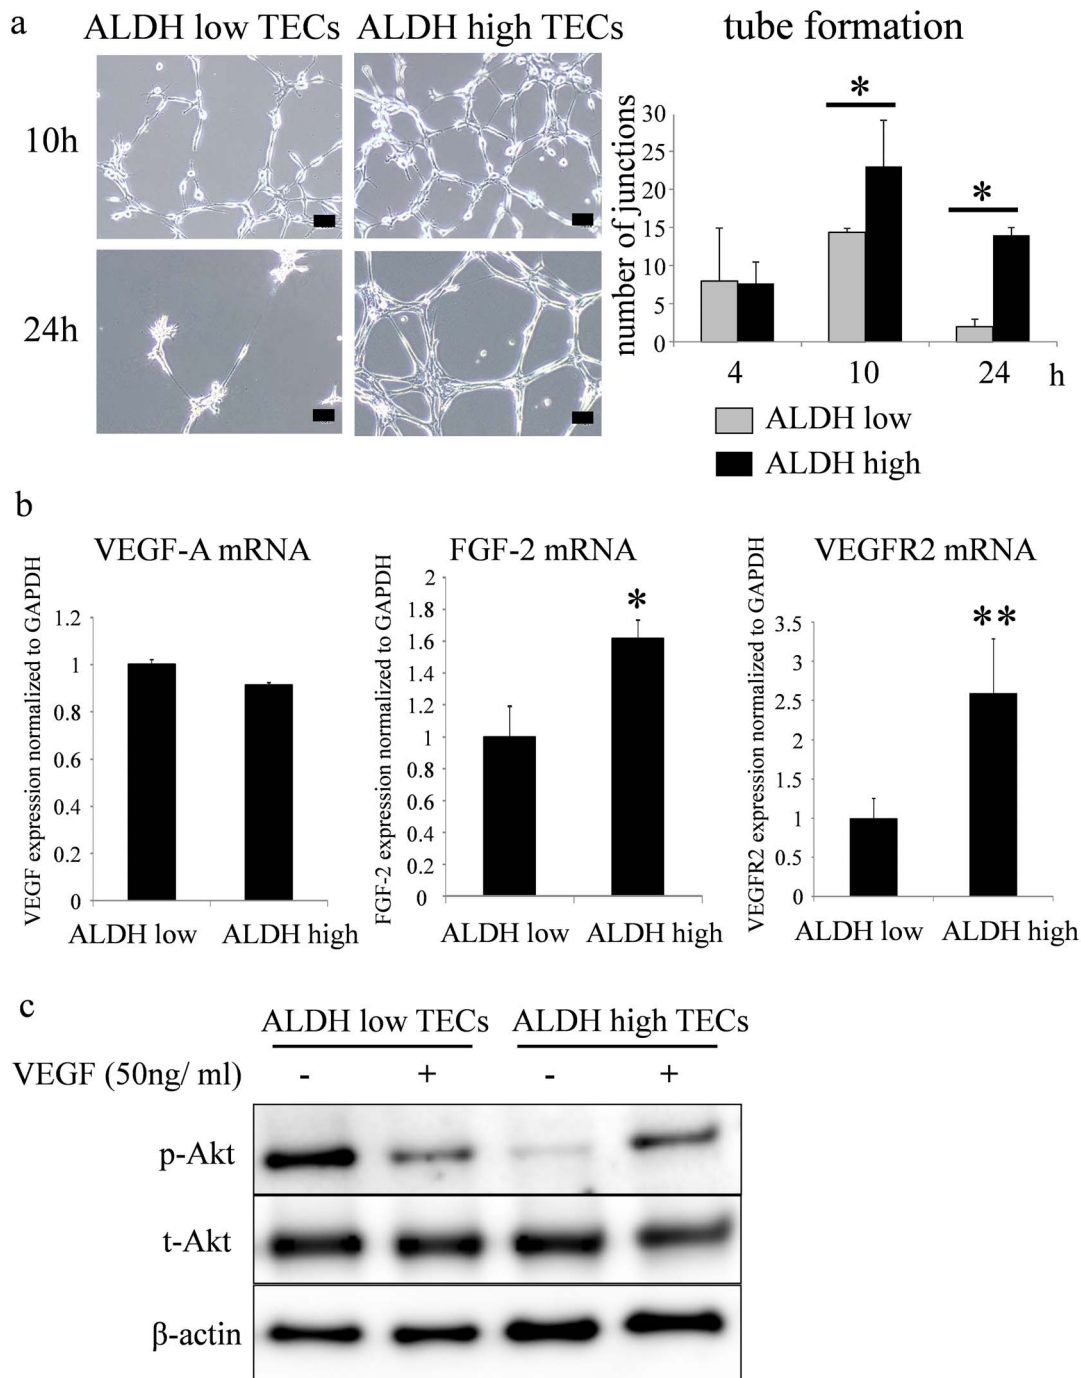 a
ALDH low TECs
ALDH high TECs
tube formation
10h
24h
number of junctions
30
25
20
15
10
5
0
*
*
4
10
24
h
ALDH low
ALDH high
b
VEGF-A mRNA
VEGF expression normalized to GAPDH
1.2
1
0.8
0.6
0.4
0.2
0
ALDH low
ALDH high
FGF-2 mRNA
FGF-2 expression normalized to GAPDH
2
1.8
1.6
1.4
1.2
1
0.8
0.6
0.4
0.2
0
*
ALDH low
ALDH high
VEGFR2 mRNA
VEGFR2 expression normalized to GAPDH
3.5
3
2.5
2
1.5
1
0.5
0
**
ALDH low
ALDH high
c
ALDH low TECs
ALDH high TECs
VEGF (50ng/ ml)
-
+
-
+
p-Akt
t-Akt
β-actin